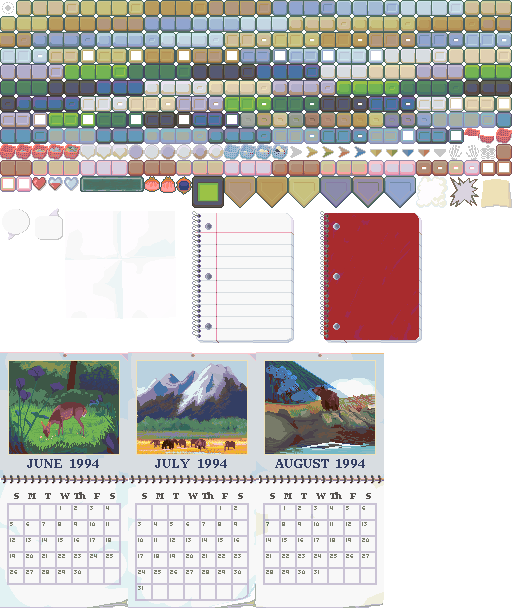 JUNE 1994
S M T W Th F S
1 2 3 4
5 6 7 8 9 10 11
12 13 14 15 16 17 18
19 20 21 22 23 24 25
26 27 28 29 30
JULY 1994
S M T W Th F S
1 2
3 4 5 6 7 8 9
10 11 12 13 14 15 16
17 18 19 20 21 22 23
24 25 26 27 28 29 30
31
AUGUST 1994
S M T W Th F S
1 2 3 4 5 6
7 8 9 10 11 12 13
14 15 16 17 18 19 20
21 22 23 24 25 26 27
28 29 30 31